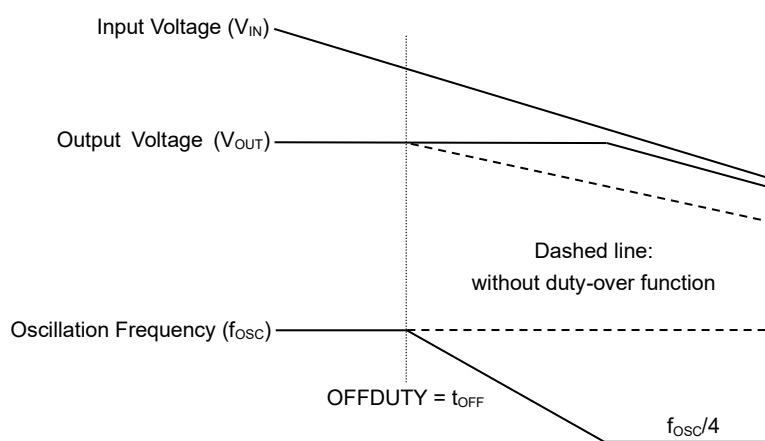 Input Voltage (VIN)
Output Voltage (VOUT)
Dashed line:
without duty-over function
Oscillation Frequency (fOSC)
OFFDUTY = tOFF
fOSC/4